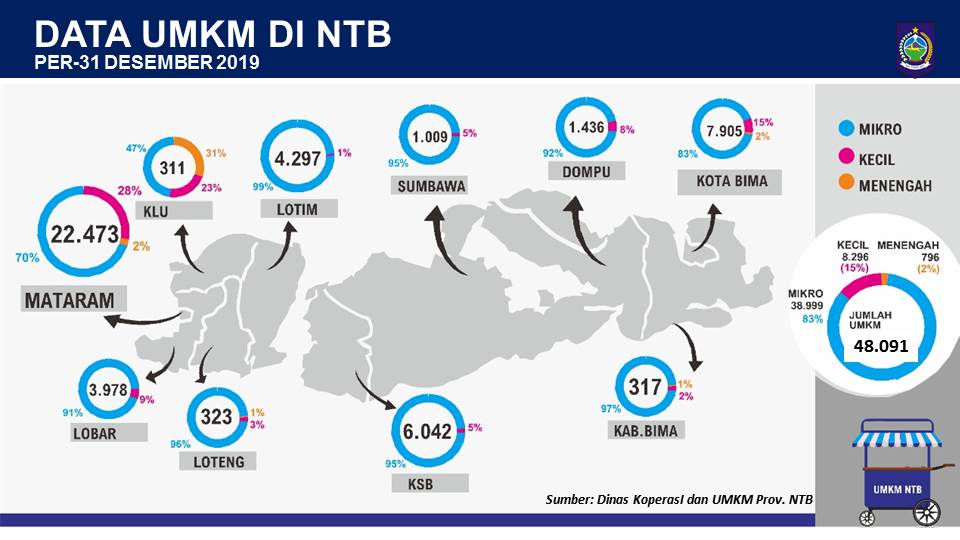 DATA UMKM DI NTB
PER-31 DESEMBER 2019
47%
31%
311
23%
KLU
4.297
1%
99%
LOTIM
1.009
5%
95%
SUMBAWA
1.436
8%
92%
DOMPU
7.905
15%
2%
83%
KOTA BIMA
MIKRO
KECIL
MENENGAH
28%
22.473
2%
70%
MATARAM
KECIL MENENGAH
8.296 796
(15%) (2%)
MIKRO
38.999
83%
JUMLAH
UMKM
48.091
3.978
91%
9%
LOBAR
323
1%
3%
96%
LOTENG
6.042
5%
95%
KSB
317
1%
2%
97%
KAB.BIMA
UMKM NTB
Sumber: Dinas KoperasI dan UMKM Prov. NTB